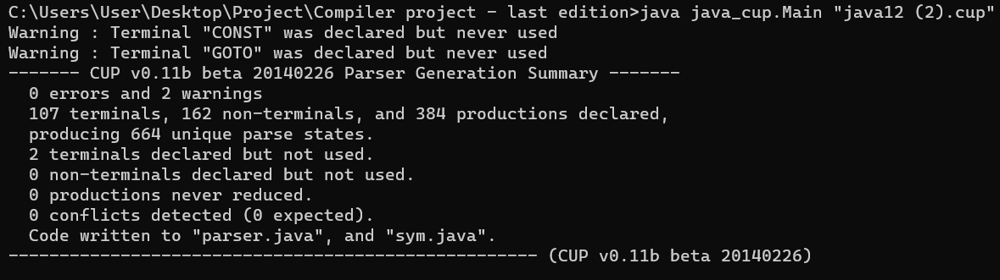 C:\Users\User\Desktop\Project\Compiler project - last edition>java java_cup.Main "java12 (2).cup"
Warning : Terminal "CONST" was declared but never used
Warning : Terminal "GOTO" was declared but never used
------- CUP v0.11b beta 20140226 Parser Generation Summary -------
  0 errors and 2 warnings
  107 terminals, 162 non-terminals, and 384 productions declared,
  producing 664 unique parse states.
  2 terminals declared but not used.
  0 non-terminals declared but not used.
  0 productions never reduced.
  0 conflicts detected (0 expected).
  Code written to "parser.java", and "sym.java".
---------------------------------------------------- (CUP v0.11b beta 20140226)